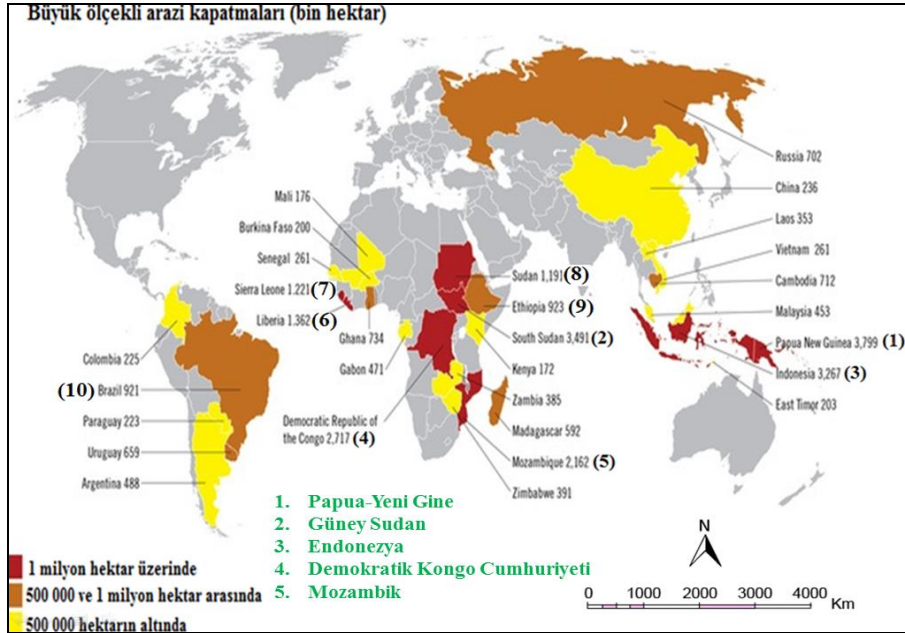 Büyük ölçekli arazi kapatmaları (bin hektar)
Mali 176
Burkina Faso 200
Senegal 261
Sierra Leone 1.221 (7)
Liberia 1.362
(6)
Ghana 734
Gabon 471
Democratic Republic of
the Congo 2,717 (4)
Colombia 225
(10) Brazil 921
Paraguay 223
Uruguay 659
Argentina 488
Sudan 1,191 (8)
Ethiopia 923 (9)
South Sudan 3,491 (2)
Kenya 172
Zambia 385
Madagascar 592
Mozambique 2,162 (5)
Zimbabwe 391
Russia 702
China 236
Laos 353
Vietnam 261
Cambodia 712
Malaysia 453
Papua New Guinea 3,799 (1)
Indonesia 3,267 (3)
East Timor 203
1. Papua-Yeni Gine
2. Güney Sudan
3. Endonezya
4. Demokratik Kongo Cumhuriyeti
5. Mozambik
1 milyon hektar üzerinde
500 000 ve 1 milyon hektar arasında
500 000 hektarın altında
N
0 1000 2000 3000 4000
Km